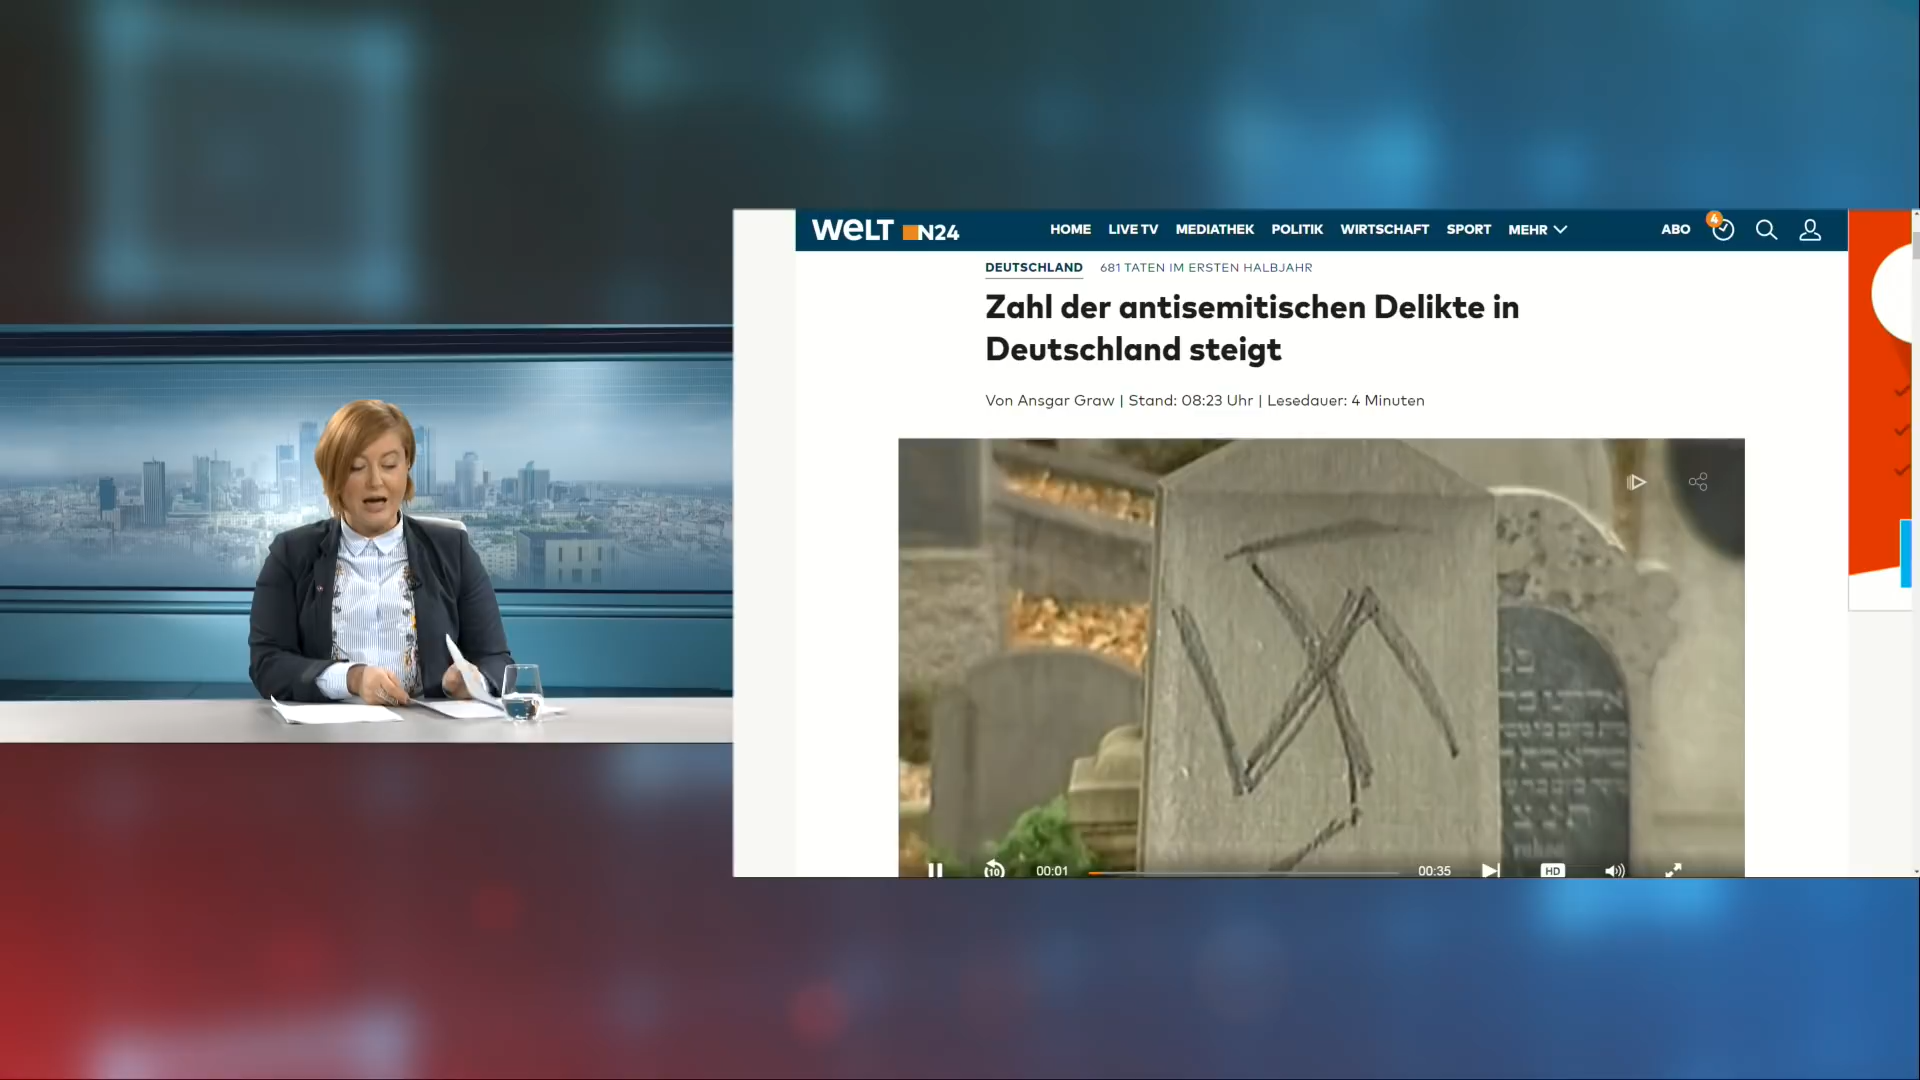 WELT N24
HOME LIVE TV MEDIATHEK POLITIK WIRTSCHAFT SPORT MEHR
ABO
4
DEUTSCHLAND 681 TATEN IM ERSTEN HALBJAHR
Zahl der antisemitischen Delikte in
Deutschland steigt
Von Ansgar Graw | Stand: 08:23 Uhr | Lesedauer: 4 Minuten
10
00:01
00:35
HD